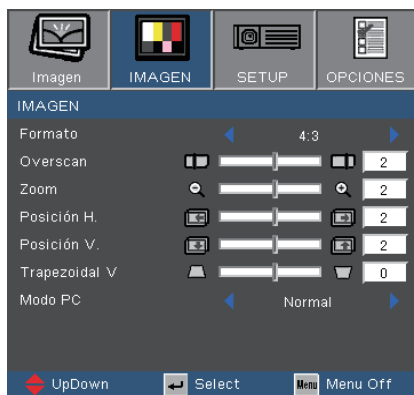 Imagen IMAGEN SETUP OPCIONES
IMAGEN
Formato 4:3
Overscan 2
Zoom 2
Posición H. 2
Posición V. 2
Trapezoidal V 0
Modo PC Normal
UpDown Select Menu Menu Off